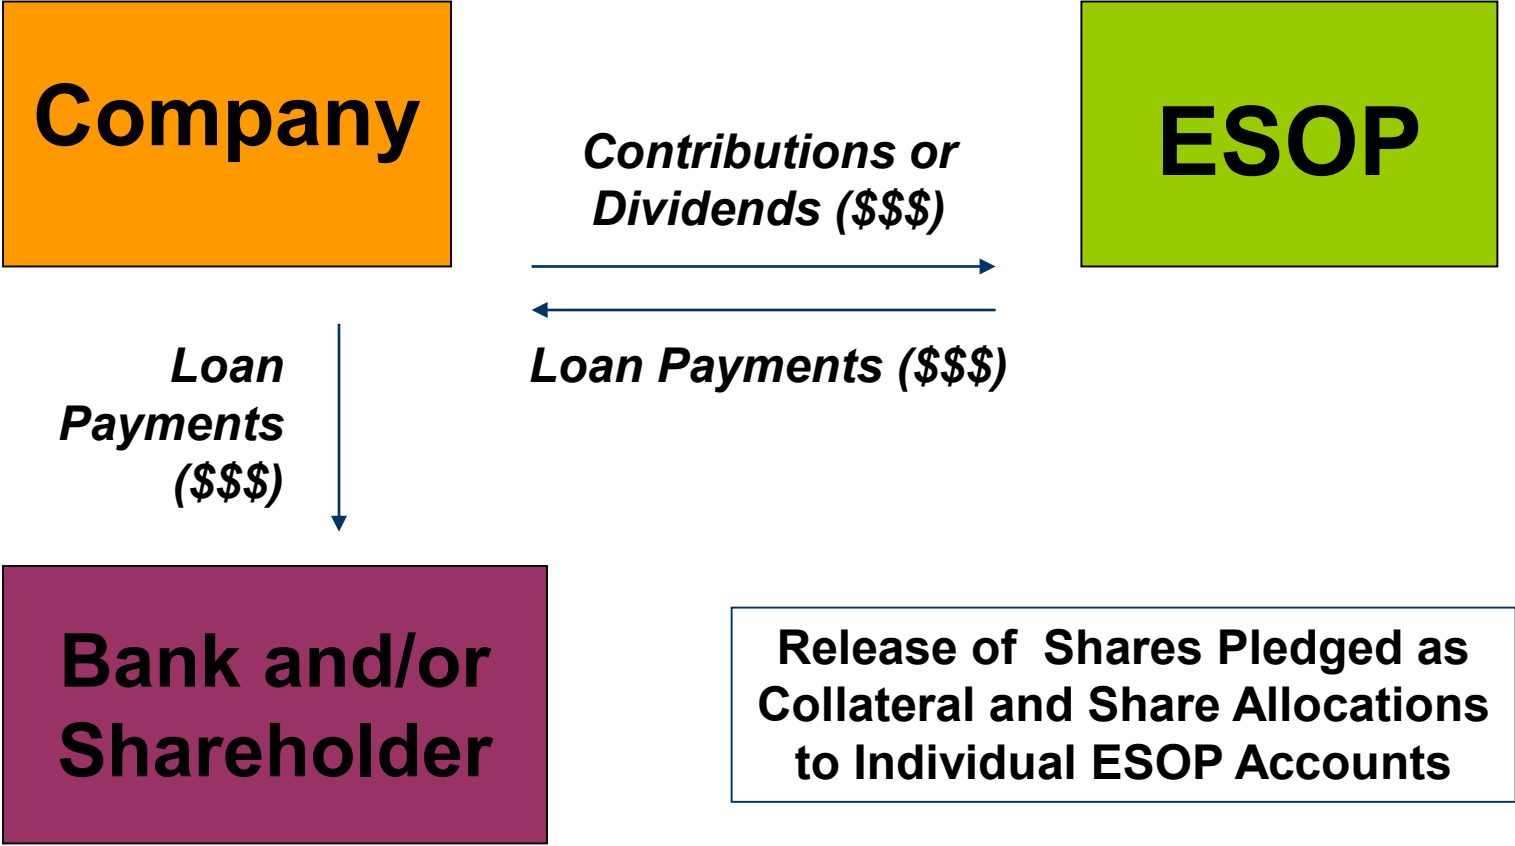 Company
ESOP
Contributions or
Dividends ($$$)
Loan Payments ($$$)
Loan
Payments
($$$)
Bank and/or
Shareholder
Release of  Shares Pledged as
Collateral and Share Allocations
to Individual ESOP Accounts